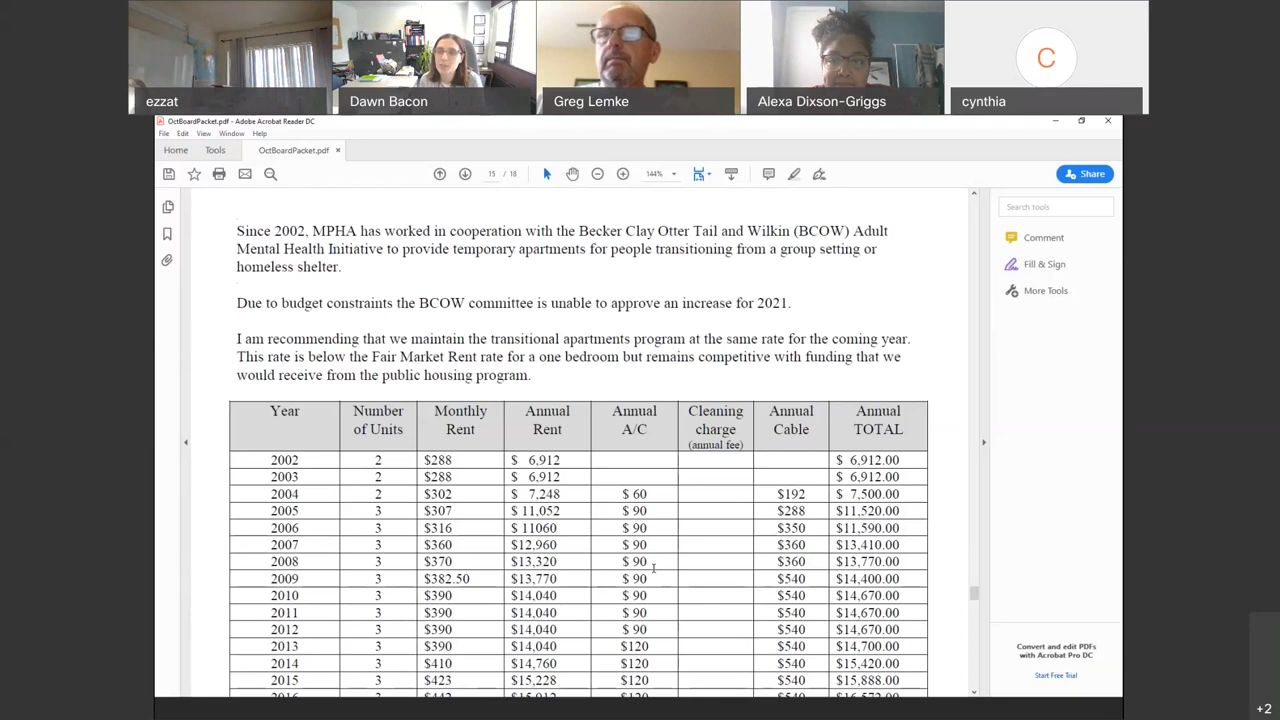 ezzat
Dawn Bacon
Greg Lemke
Alexa Dixson-Griggs
C
cynthia
OctBoardPacket.pdf - Adobe Acrobat Reader DC
File Edit View Window Help
Home Tools OctBoardPacket.pdf ×
15 / 18 144% Share
Since 2002, MPHA has worked in cooperation with the Becker Clay Otter Tail and Wilkin (BCOW) Adult
Mental Health Initiative to provide temporary apartments for people transitioning from a group setting or
homeless shelter.
Due to budget constraints the BCOW committee is unable to approve an increase for 2021.
I am recommending that we maintain the transitional apartments program at the same rate for the coming year.
This rate is below the Fair Market Rent rate for a one bedroom but remains competitive with funding that we
would receive from the public housing program.
Year Number of Units Monthly Rent Annual Rent Annual A/C Cleaning charge (annual fee) Annual Cable Annual TOTAL
2002 2 $288 $ 6,912 $ 6,912.00
2003 2 $288 $ 6,912 $ 6,912.00
2004 2 $302 $ 7,248 $ 60 $192 $ 7,500.00
2005 3 $307 $ 11,052 $ 90 $288 $11,520.00
2006 3 $316 $ 11060 $ 90 $350 $11,590.00
2007 3 $360 $12,960 $ 90 $360 $13,410.00
2008 3 $370 $13,320 $ 90 $360 $13,770.00
2009 3 $382.50 $13,770 $ 90 $540 $14,400.00
2010 3 $390 $14,040 $ 90 $540 $14,670.00
2011 3 $390 $14,040 $ 90 $540 $14,670.00
2012 3 $390 $14,040 $ 90 $540 $14,670.00
2013 3 $390 $14,040 $120 $540 $14,700.00
2014 3 $410 $14,760 $120 $540 $15,420.00
2015 3 $423 $15,228 $120 $540 $15,888.00
Search tools
Comment
Fill & Sign
More Tools
Convert and edit PDFs
with Acrobat Pro DC
Start Free Trial
+2